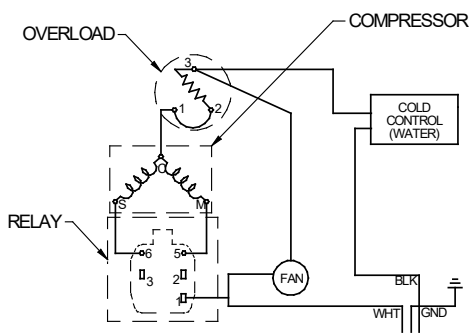 COMPRESSOR
OVERLOAD
3
1
2
COLD
CONTROL
(WATER)
C
S
M
RELAY
6
5
3
2
1
FAN
BLK
WHT
GND